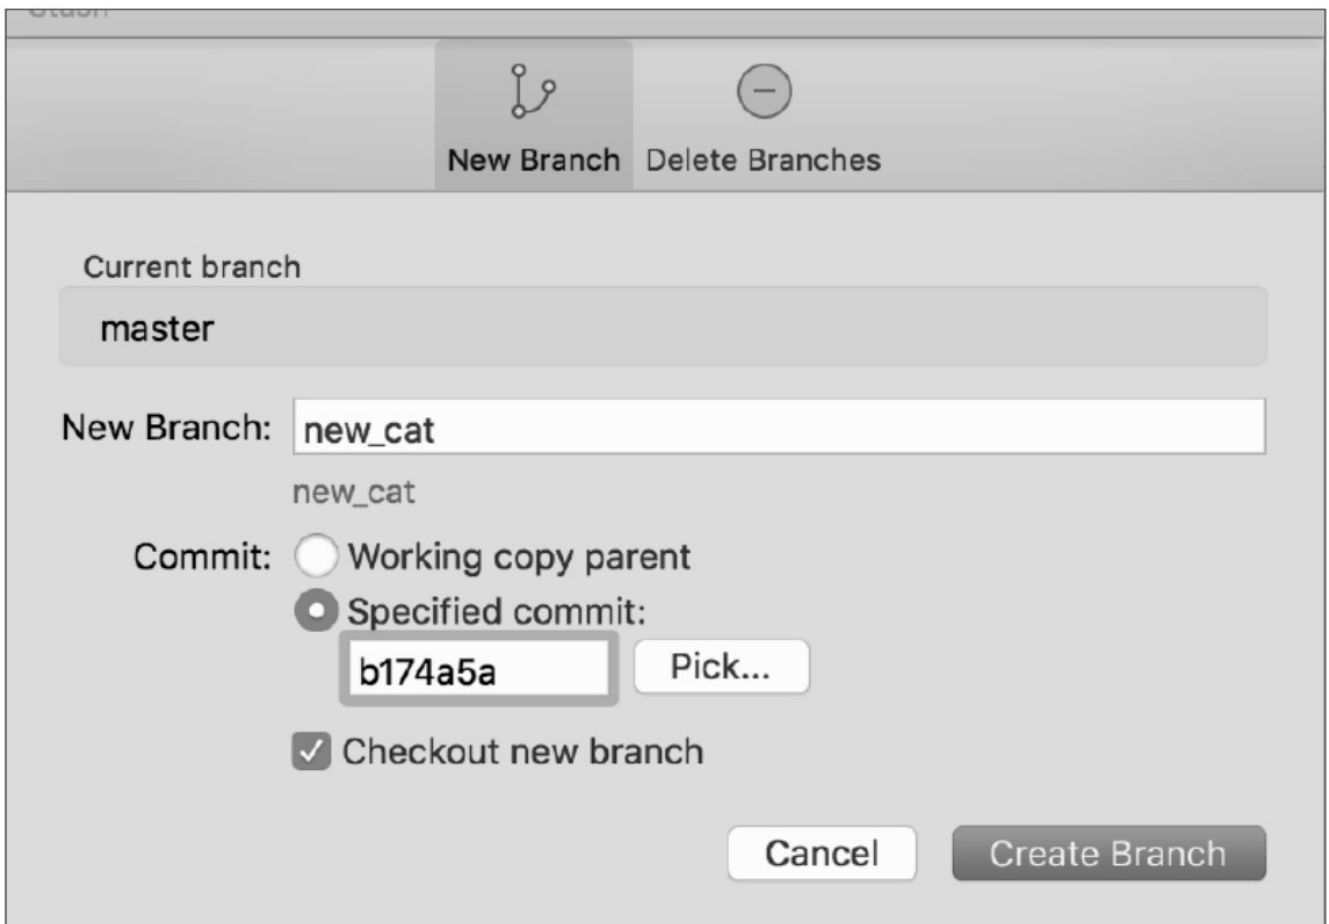 New Branch Delete Branches
Current branch
master
New Branch: new_cat
new_cat
Commit: Working copy parent
Specified commit:
b174a5a Pick...
Checkout new branch
Cancel Create Branch